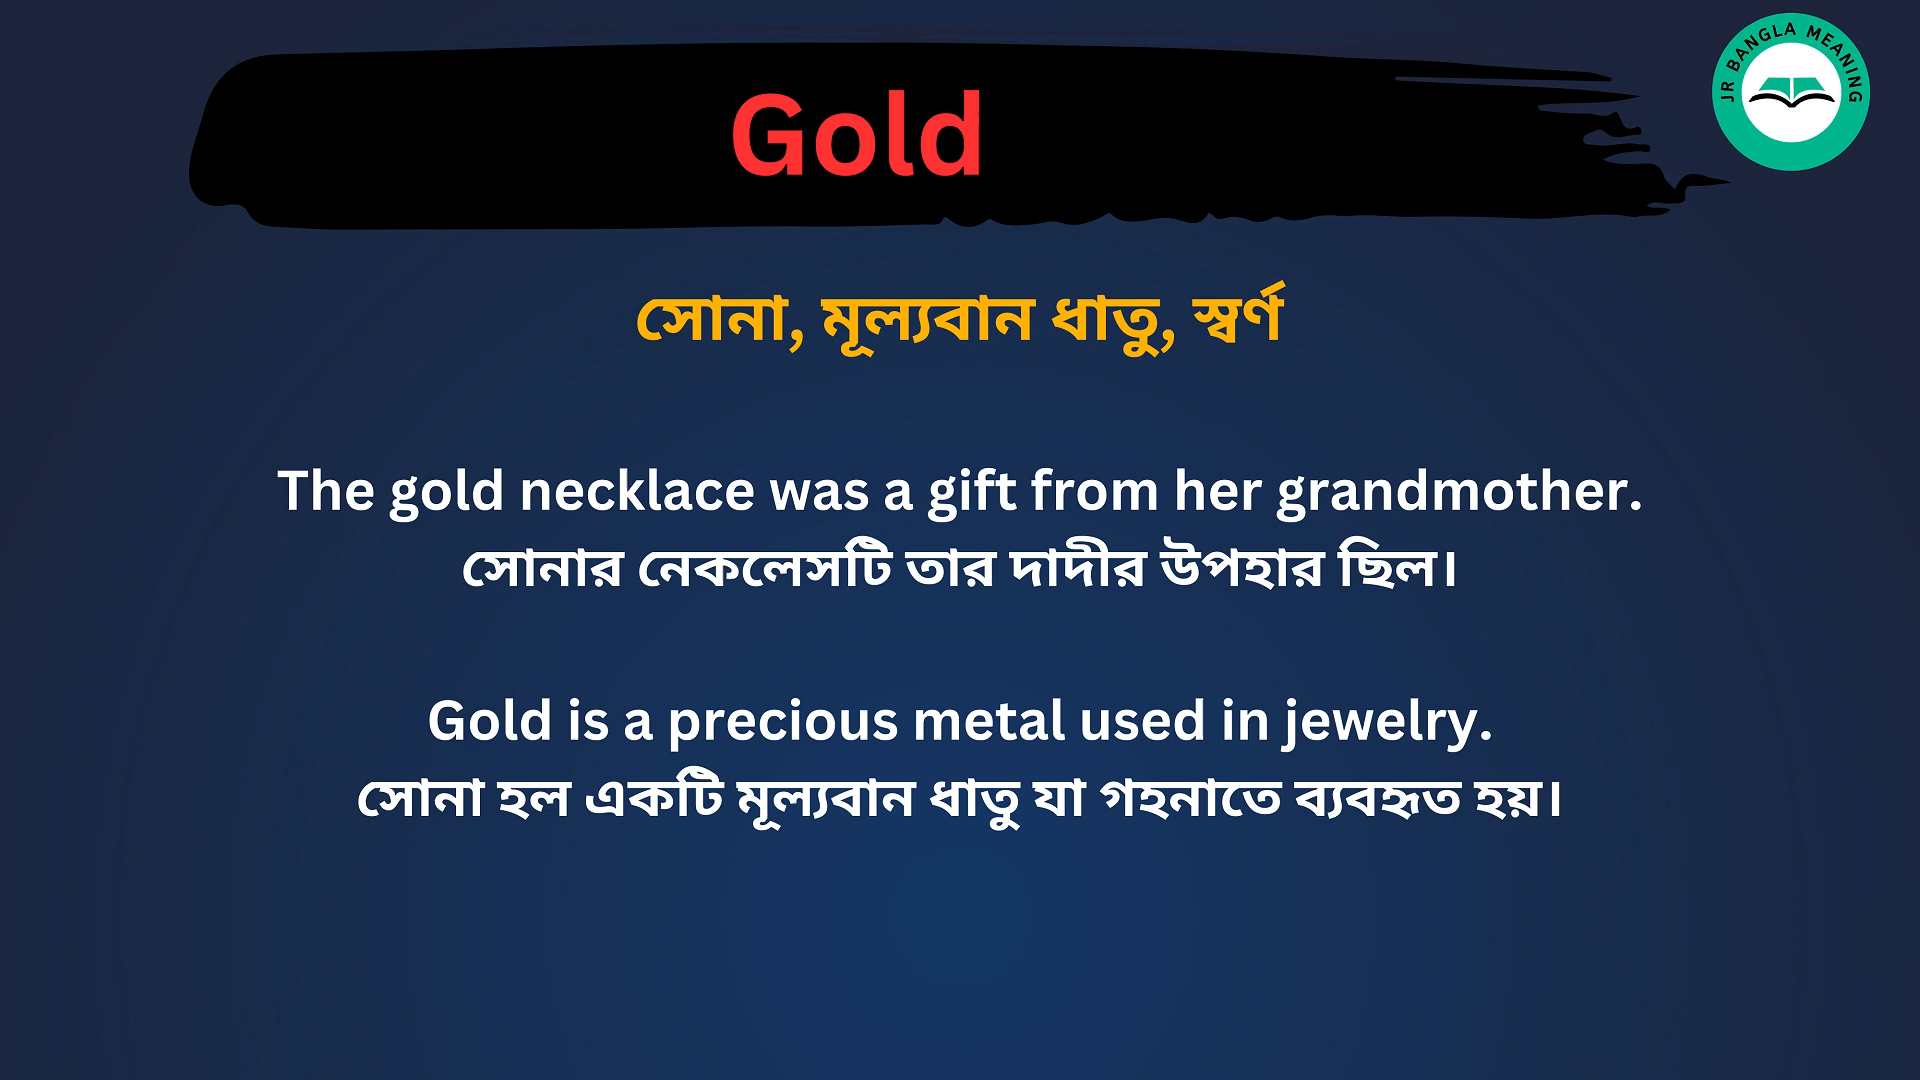 Gold
JR BANGLA MEANING
সোনা, মূল্যবান ধাতু, স্বর্ণ
The gold necklace was a gift from her grandmother.
সোনার নেকলেসটি তার দাদীর উপহার ছিল।
Gold is a precious metal used in jewelry.
সোনা হল একটি মূল্যবান ধাতু যা গহনাতে ব্যবহৃত হয়।